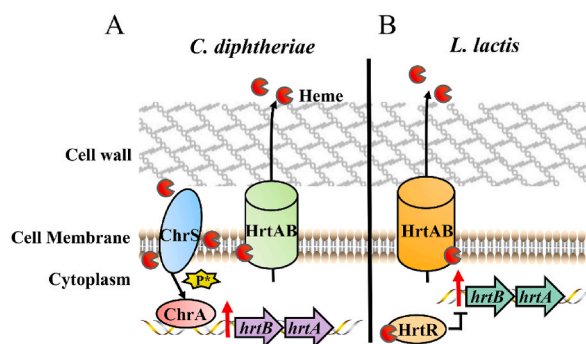 A
C. diphtheriae
B
L. lactis
Heme
Cell wall
ChrS
HrtAB
HrtAB
Cell Membrane
Cytoplasm
P*
ChrA
hrtB
hrtA
hrtB
hrtA
HrtR